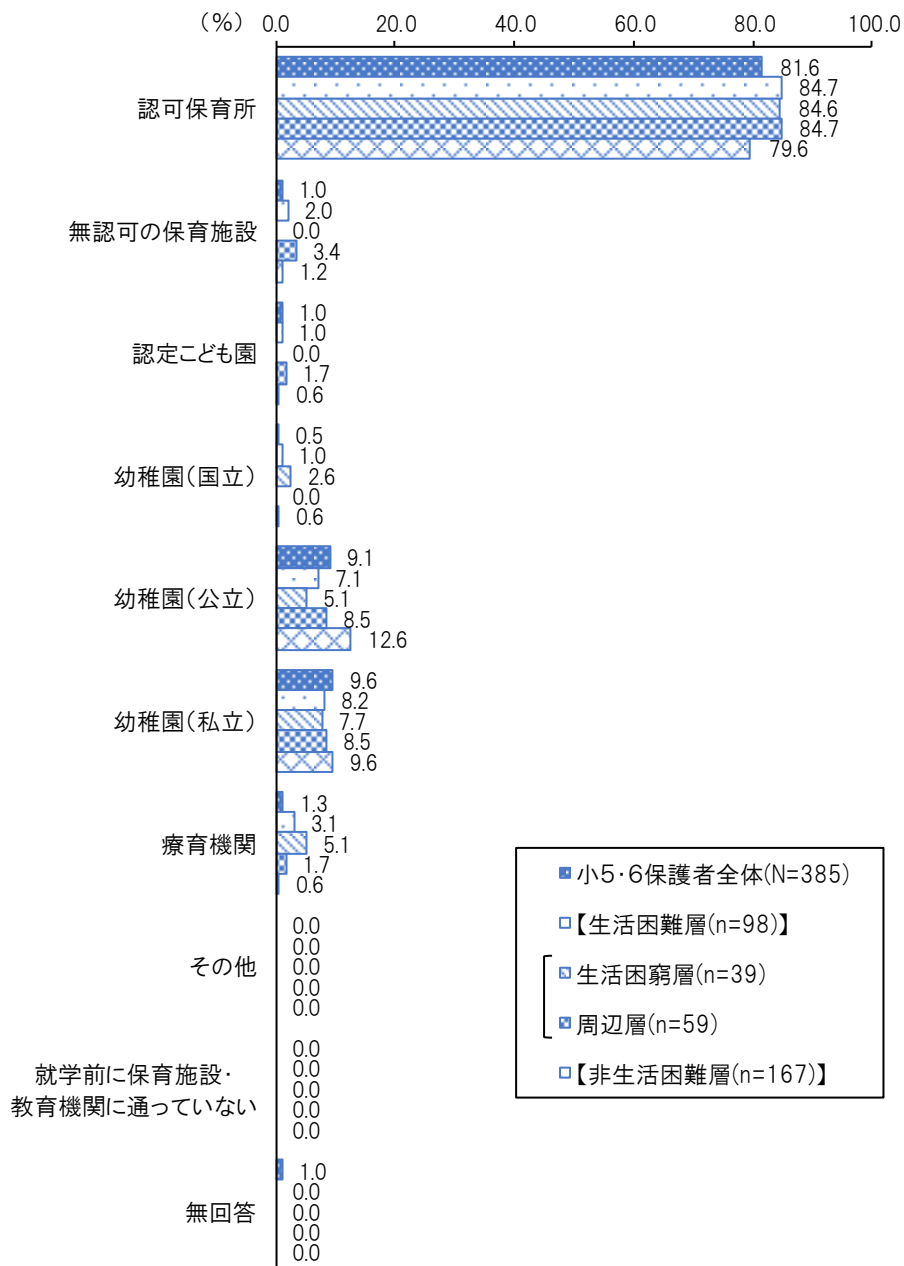 (％) 0.0 20.0 40.0 60.0 80.0 100.0
認可保育所
81.6
84.7
84.6
84.7
79.6
無認可の保育施設
1.0
2.0
0.0
3.4
1.2
認定こども園
1.0
1.0
0.0
1.7
0.6
幼稚園(国立)
0.5
1.0
2.6
0.0
0.6
幼稚園(公立)
9.1
7.1
5.1
8.5
12.6
幼稚園(私立)
9.6
8.2
7.7
8.5
9.6
療育機関
1.3
3.1
5.1
1.7
0.6
その他
0.0
0.0
0.0
0.0
0.0
就学前に保育施設・
教育機関に通っていない
0.0
0.0
0.0
0.0
0.0
無回答
1.0
0.0
0.0
0.0
0.0
小５・６保護者全体(N=385)
【生活困難層(n=98)】
生活困窮層(n=39)
周辺層(n=59)
【非生活困難層(n=167)】